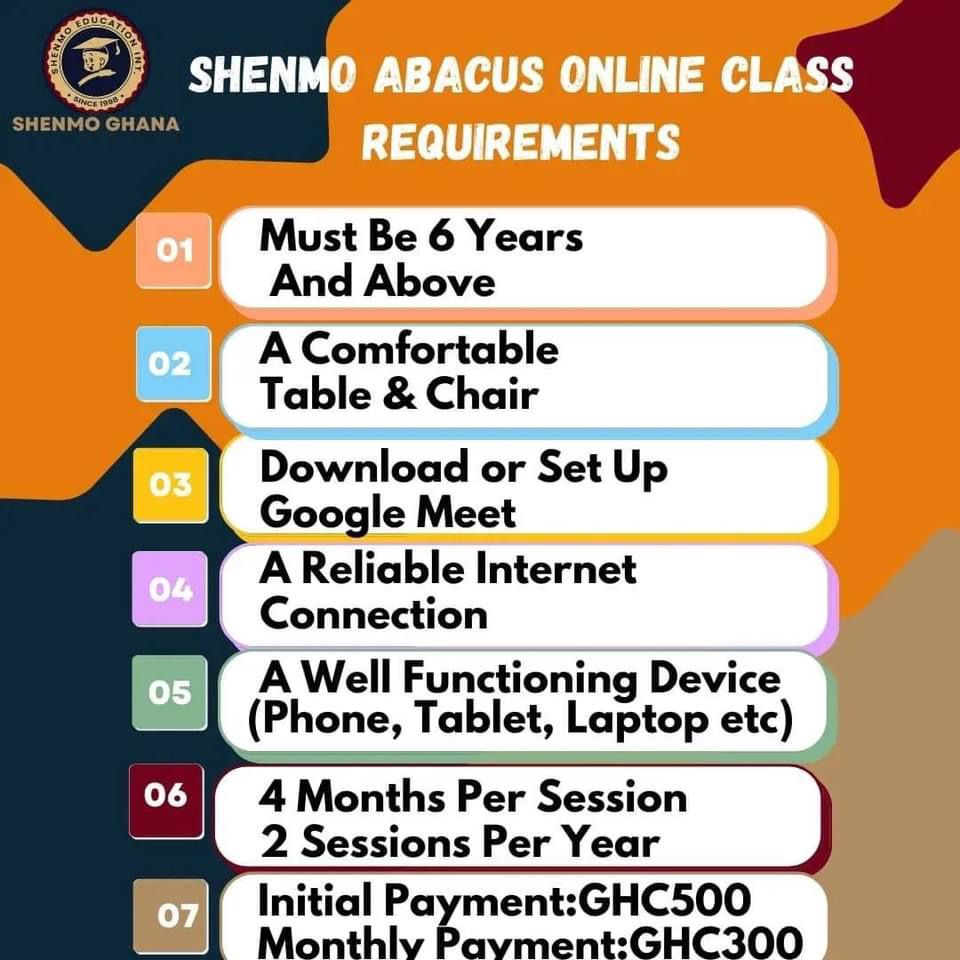 SHENMO EDUCATION INT.
SINCE 1998
SHENMO GHANA
SHENMO ABACUS ONLINE CLASS
REQUIREMENTS
01
Must Be 6 Years
And Above
02
A Comfortable
Table & Chair
03
Download or Set Up
Google Meet
04
A Reliable Internet
Connection
05
A Well Functioning Device
(Phone, Tablet, Laptop etc)
06
4 Months Per Session
2 Sessions Per Year
07
Initial Payment:GHC500
Monthly Payment:GHC300